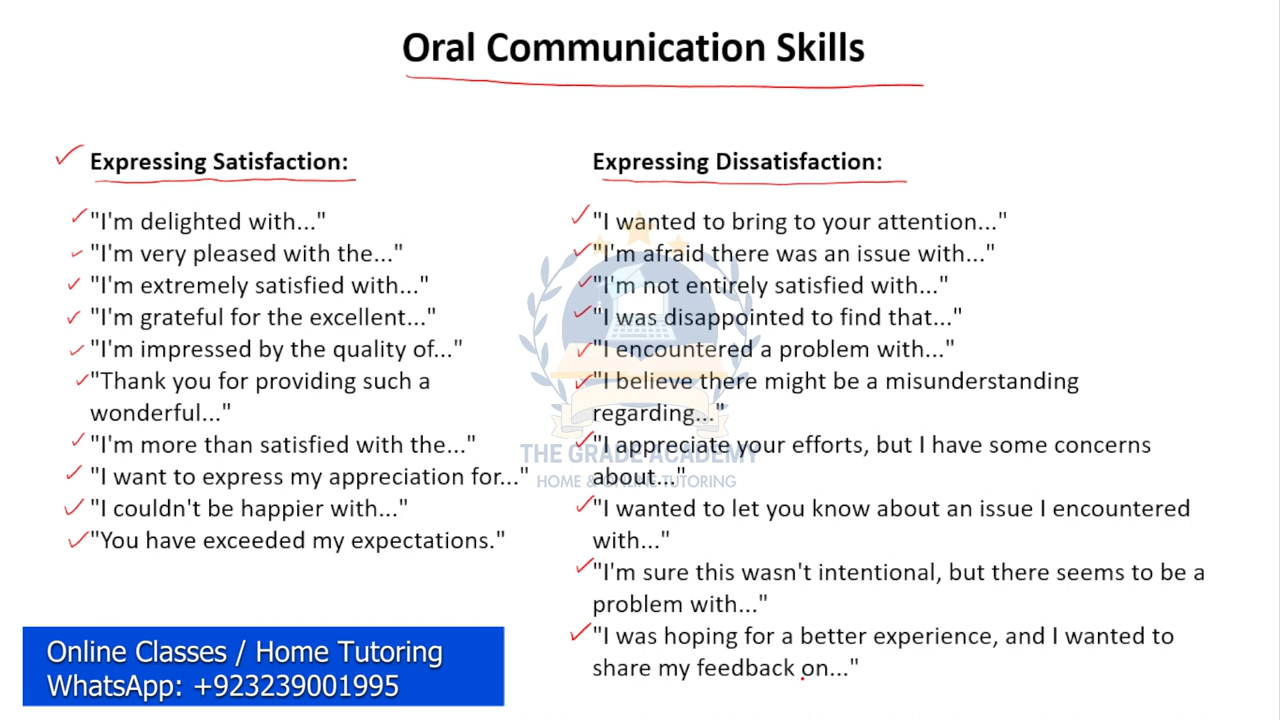 Oral Communication Skills
Expressing Satisfaction:
"I'm delighted with..."
"I'm very pleased with the..."
"I'm extremely satisfied with..."
"I'm grateful for the excellent..."
"I'm impressed by the quality of..."
"Thank you for providing such a
wonderful..."
"I'm more than satisfied with the..."
"I want to express my appreciation for..."
"I couldn't be happier with..."
"You have exceeded my expectations."
Expressing Dissatisfaction:
"I wanted to bring to your attention..."
"I'm afraid there was an issue with..."
"I'm not entirely satisfied with..."
"I was disappointed to find that..."
"I encountered a problem with..."
"I believe there might be a misunderstanding
regarding..."
"I appreciate your efforts, but I have some concerns
about..."
"I wanted to let you know about an issue I encountered
with..."
"I'm sure this wasn't intentional, but there seems to be a
problem with..."
"I was hoping for a better experience, and I wanted to
share my feedback on..."
THE GRADE ACADEMY
HOME & ONLINE TUTORING
Online Classes / Home Tutoring
WhatsApp: +923239001995